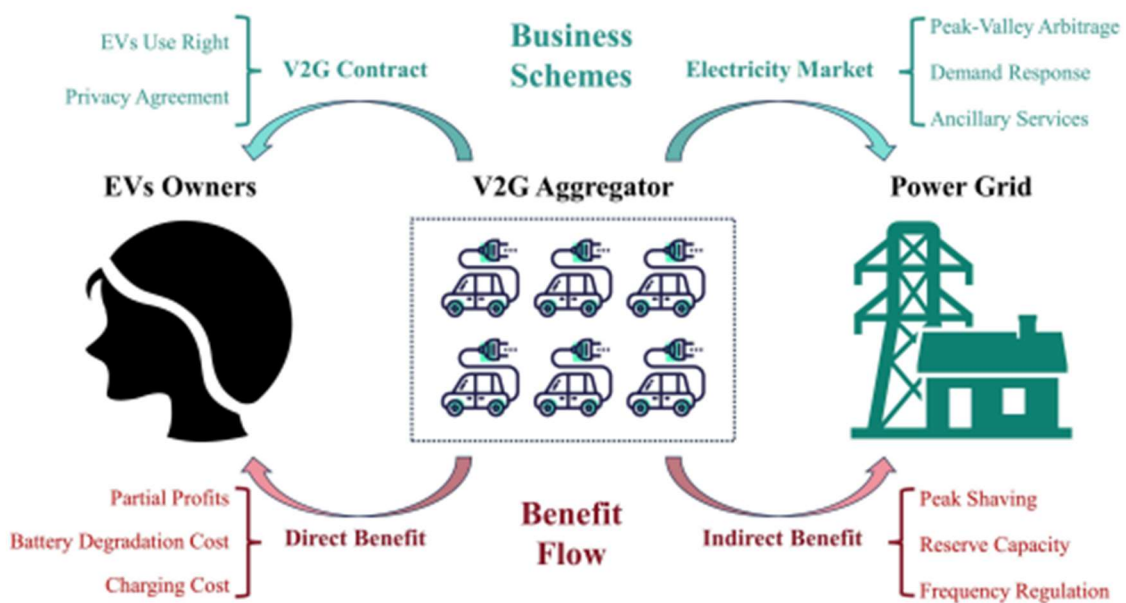 EVs Use Right
Privacy Agreement
V2G Contract
Business
Schemes
Electricity Market
Peak-Valley Arbitrage
Demand Response
Ancillary Services
EVs Owners
V2G Aggregator
Power Grid
Partial Profits
Battery Degradation Cost
Charging Cost
Direct Benefit
Benefit
Flow
Indirect Benefit
Peak Shaving
Reserve Capacity
Frequency Regulation